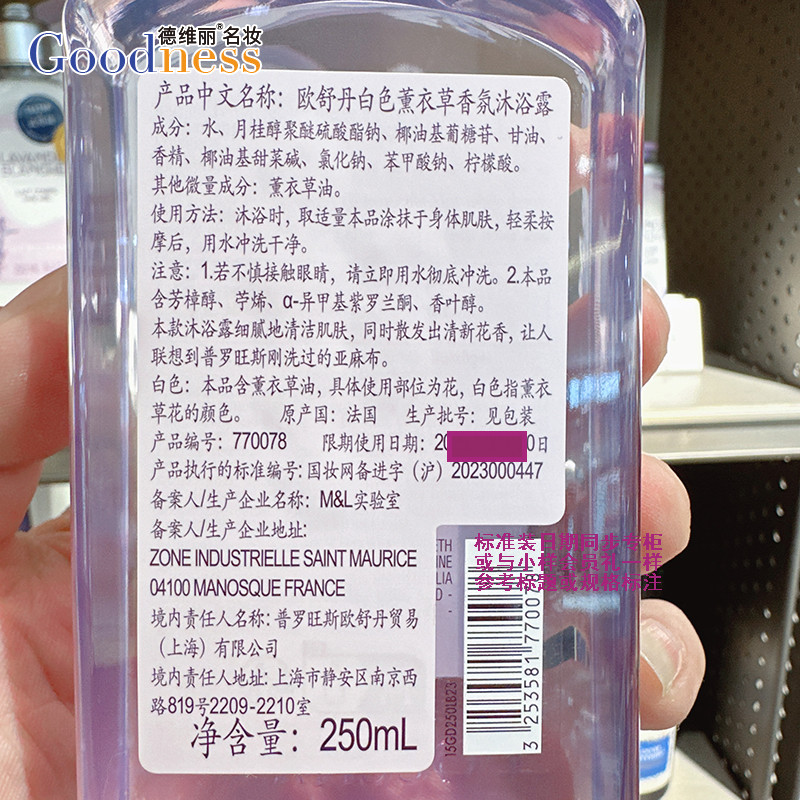 德维丽®名妆
Goodness
产品中文名称：欧舒丹白色薰衣草香氛沐浴露
成分：水、月桂醇聚醚硫酸酯钠、椰油基葡糖苷、甘油、
香精、椰油基甜菜碱、氯化钠、苯甲酸钠、柠檬酸。
其他微量成分：薰衣草油。
使用方法：沐浴时，取适量本品涂抹于身体肌肤，轻柔按
摩后，用水冲洗干净。
注意：1.若不慎接触眼睛，请立即用水彻底冲洗。2.本品
含芳樟醇、苧烯、α-异甲基紫罗兰酮、香叶醇。
本款沐浴露细腻地清洁肌肤，同时散发出清新花香，让人
联想到普罗旺斯刚洗过的亚麻布。
白色：本品含薰衣草油，具体使用部位为花，白色指薰衣
草花的颜色。 原产国：法国 生产批号：见包装
产品编号：770078 限期使用日期：20 0日
产品执行的标准编号：国妆网备进字（沪）2023000447
备案人/生产企业名称：M&L实验室
备案人/生产企业地址：
ZONE INDUSTRIELLE SAINT MAURICE
04100 MANOSQUE FRANCE
境内责任人名称：普罗旺斯欧舒丹贸易
（上海）有限公司
境内责任人地址：上海市静安区南京西
路819号2209-2210室
净含量：250mL
标准装日期同步专柜
或与小样会员礼一样
参考标题或规格标注
3 253581 770078
15GD250LB23